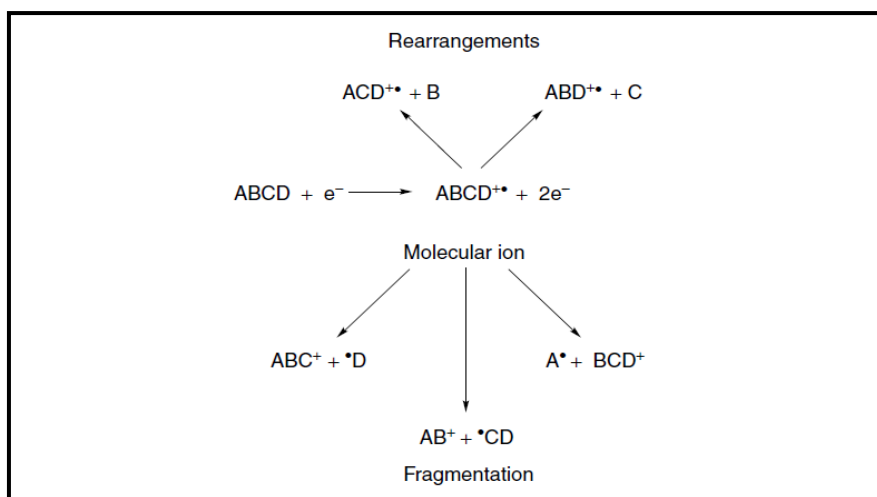 Rearrangements
ACD⁺• + B ABD⁺• + C
ABCD + e⁻ ABCD⁺• + 2e⁻
Molecular ion
ABC⁺ + •D A• + BCD⁺
AB⁺ + •CD
Fragmentation